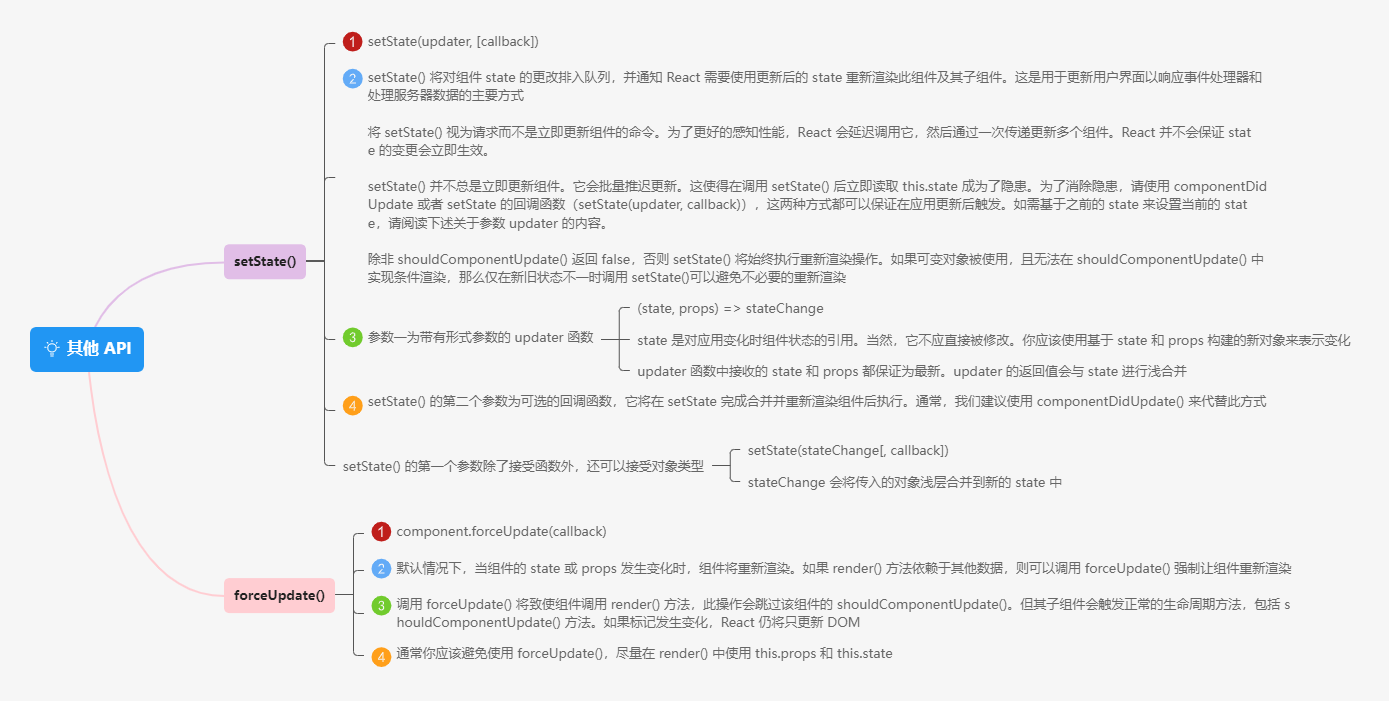 其他 API
setState()
1 setState(updater, [callback])
2 setState() 将对组件 state 的更改排入队列，并通知 React 需要使用更新后的 state 重新渲染此组件及其子组件。这是用于更新用户界面以响应事件处理器和
处理服务器数据的主要方式
将 setState() 视为请求而不是立即更新组件的命令。为了更好的感知性能，React 会延迟调用它，然后通过一次传递更新多个组件。React 并不会保证 stat
e 的变更会立即生效。
setState() 并不总是立即更新组件。它会批量推迟更新。这使得在调用 setState() 后立即读取 this.state 成为了隐患。为了消除隐患，请使用 componentDid
Update 或者 setState 的回调函数（setState(updater, callback)），这两种方式都可以保证在应用更新后触发。如需基于之前的 state 来设置当前的 stat
e，请阅读下述关于参数 updater 的内容。
除非 shouldComponentUpdate() 返回 false，否则 setState() 将始终执行重新渲染操作。如果可变对象被使用，且无法在 shouldComponentUpdate() 中
实现条件渲染，那么仅在新旧状态不一时调用 setState()可以避免不必要的重新渲染
3 参数一为带有形式参数的 updater 函数
(state, props) => stateChange
state 是对应用变化时组件状态的引用。当然，它不应直接被修改。你应该使用基于 state 和 props 构建的新对象来表示变化
updater 函数中接收的 state 和 props 都保证为最新。updater 的返回值会与 state 进行浅合并
4 setState() 的第二个参数为可选的回调函数，它将在 setState 完成合并并重新渲染组件后执行。通常，我们建议使用 componentDidUpdate() 来代替此方式
setState() 的第一个参数除了接受函数外，还可以接受对象类型
setState(stateChange[, callback])
stateChange 会将传入的对象浅层合并到新的 state 中
forceUpdate()
1 component.forceUpdate(callback)
2 默认情况下，当组件的 state 或 props 发生变化时，组件将重新渲染。如果 render() 方法依赖于其他数据，则可以调用 forceUpdate() 强制让组件重新渲染
3 调用 forceUpdate() 将致使组件调用 render() 方法，此操作会跳过该组件的 shouldComponentUpdate()。但其子组件会触发正常的生命周期方法，包括 s
houldComponentUpdate() 方法。如果标记发生变化，React 仍将只更新 DOM
4 通常你应该避免使用 forceUpdate()，尽量在 render() 中使用 this.props 和 this.state